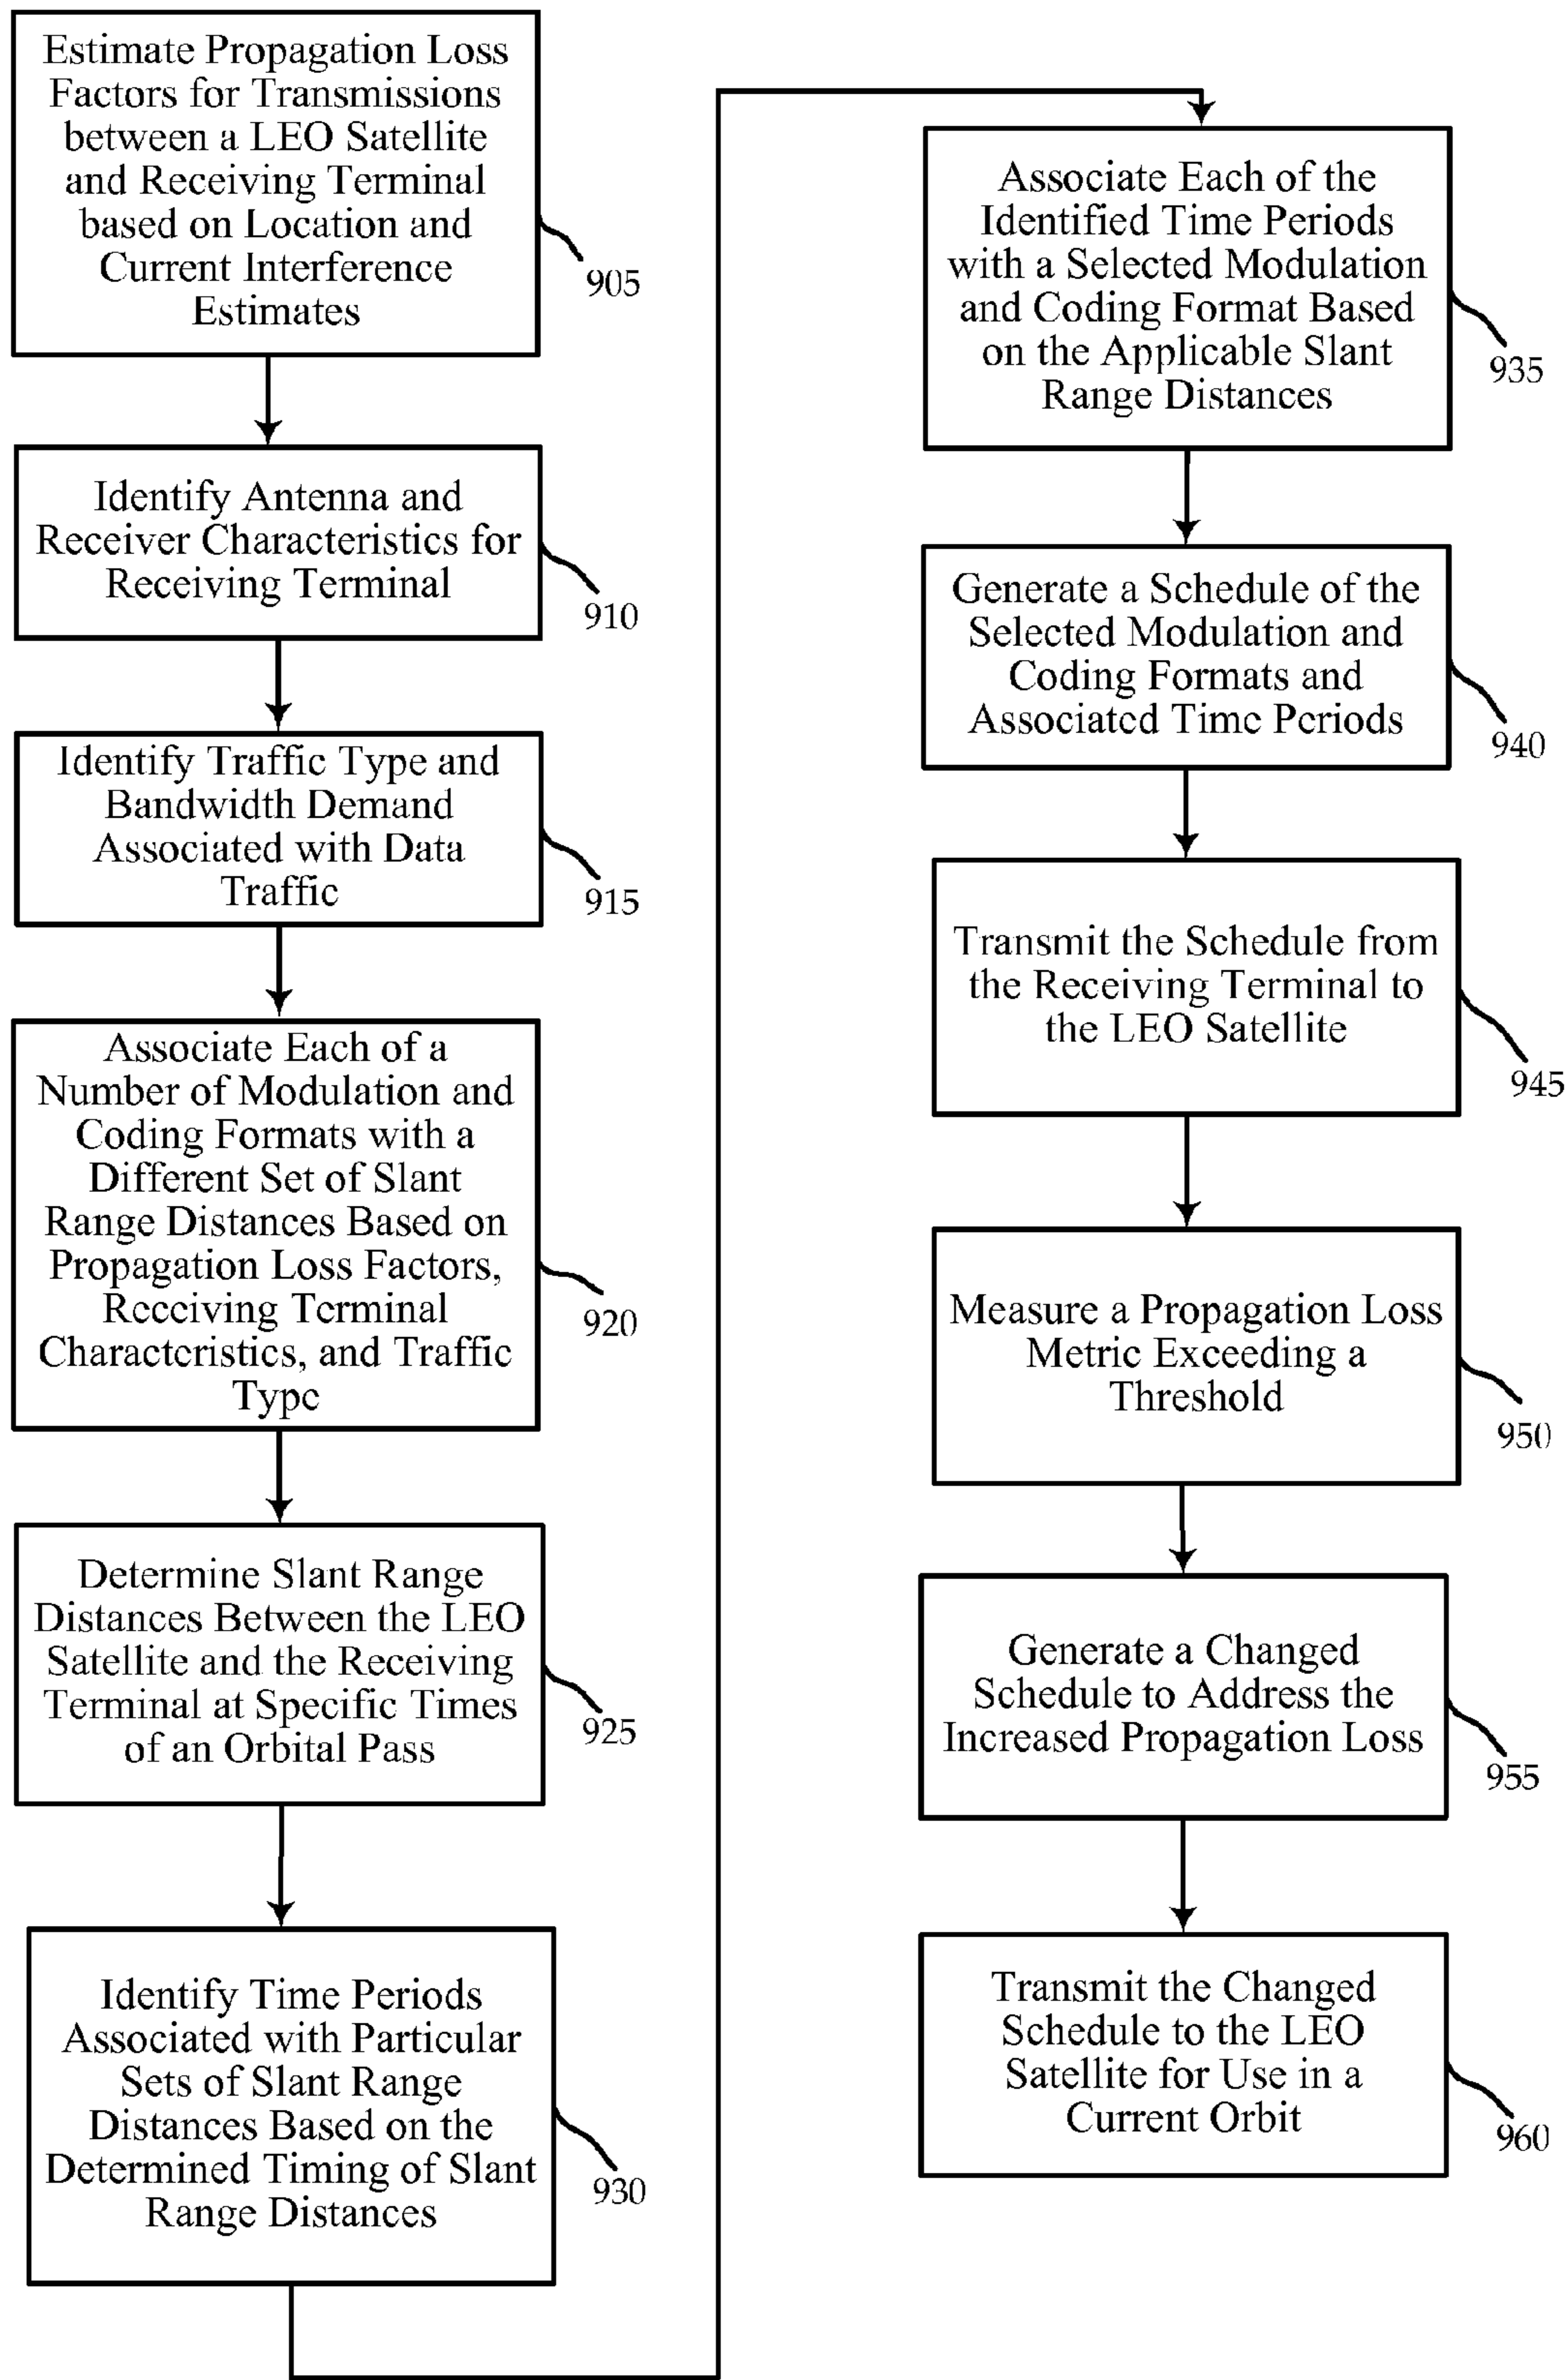 Estimate Propagation Loss
Factors for Transmissions
between a LEO Satellite
and Receiving Terminal
based on Location and
Current Interference
Estimates
905
Identify Antenna and
Receiver Characteristics for
Receiving Terminal
910
Identify Traffic Type and
Bandwidth Demand
Associated with Data
Traffic
915
Associate Each of a
Number of Modulation and
Coding Formats with a
Different Set of Slant
Range Distances Based on
Propagation Loss Factors,
Receiving Terminal
Characteristics, and Traffic
Type
920
Determine Slant Range
Distances Between the LEO
Satellite and the Receiving
Terminal at Specific Times
of an Orbital Pass
925
Identify Time Periods
Associated with Particular
Sets of Slant Range
Distances Based on the
Determined Timing of Slant
Range Distances
930
Associate Each of the
Identified Time Periods
with a Selected Modulation
and Coding Format Based
on the Applicable Slant
Range Distances
935
Generate a Schedule of the
Selected Modulation and
Coding Formats and
Associated Time Periods
940
Transmit the Schedule from
the Receiving Terminal to
the LEO Satellite
945
Measure a Propagation Loss
Metric Exceeding a
Threshold
950
Generate a Changed
Schedule to Address the
Increased Propagation Loss
955
Transmit the Changed
Schedule to the LEO
Satellite for Use in a
Current Orbit
960